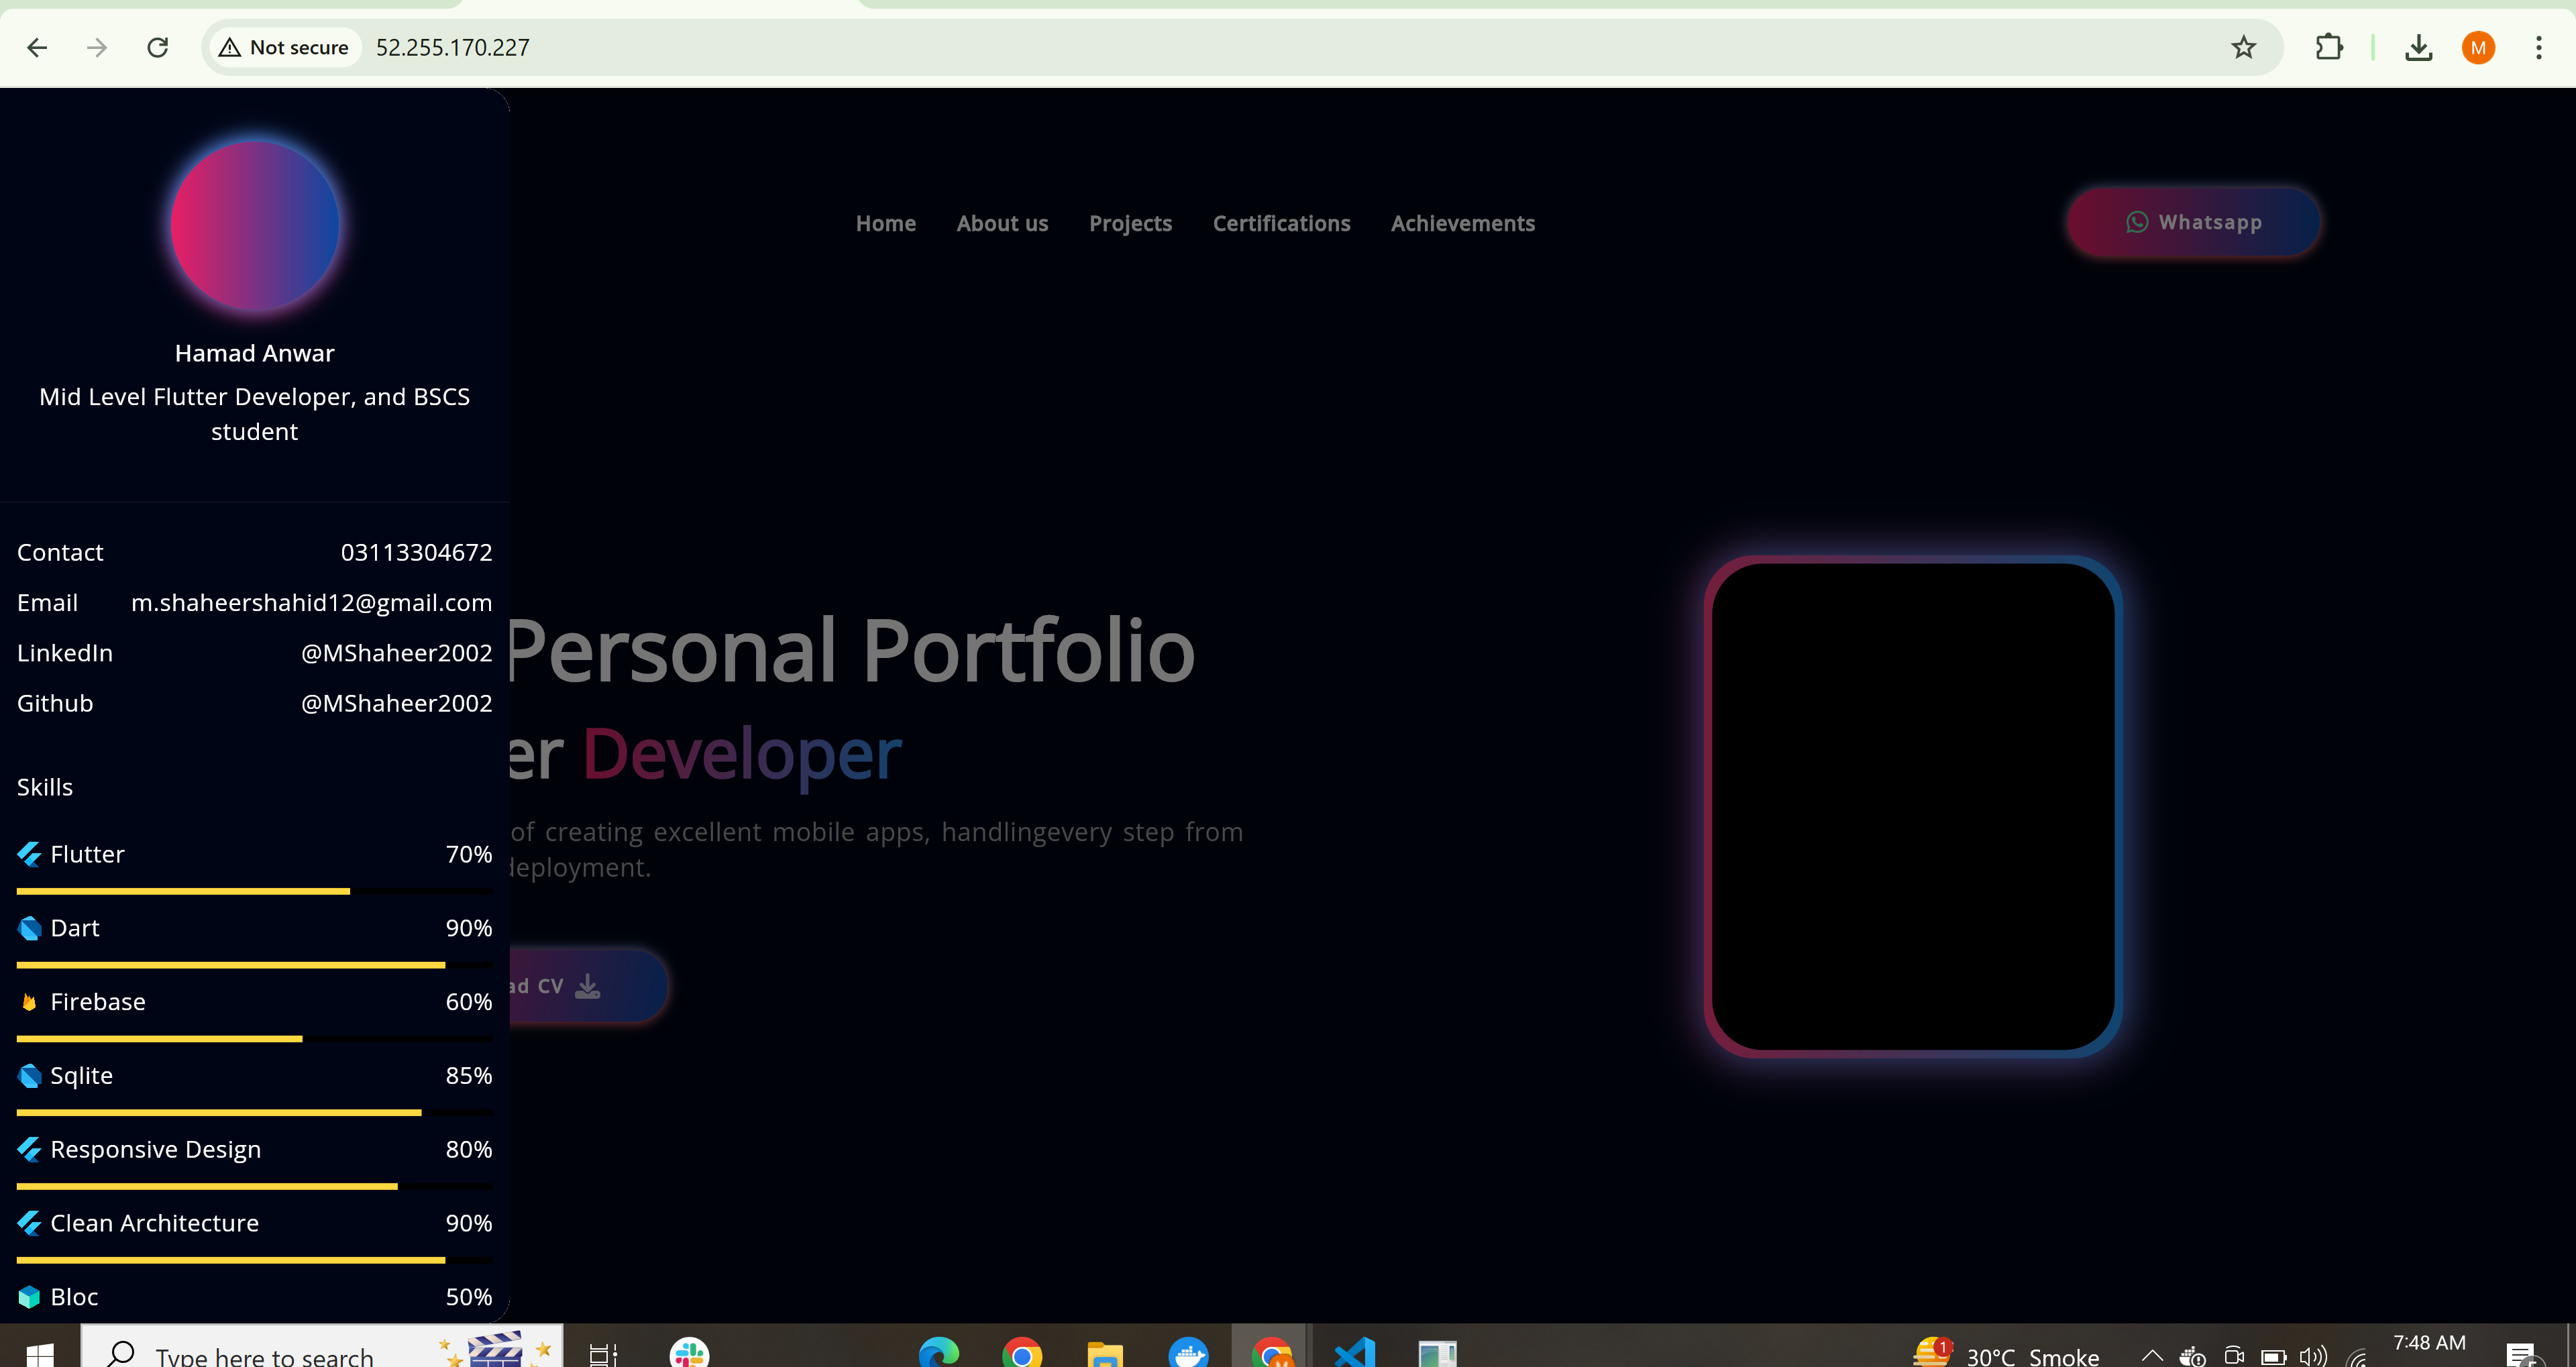 Not secure
52.255.170.227
M
Hamad Anwar
Mid Level Flutter Developer, and BSCS
student
Contact 03113304672
Email m.shaheershahid12@gmail.com
LinkedIn @MShaheer2002
Github @MShaheer2002
Skills
Flutter 70%
Dart 90%
Firebase 60%
Sqlite 85%
Responsive Design 80%
Clean Architecture 90%
Bloc 50%
Home About us Projects Certifications Achievements
Whatsapp
Personal Portfolio
er Developer
of creating excellent mobile apps, handlingevery step from
deployment.
ad CV
Type here to search
1
30°C Smoke
7:48 AM